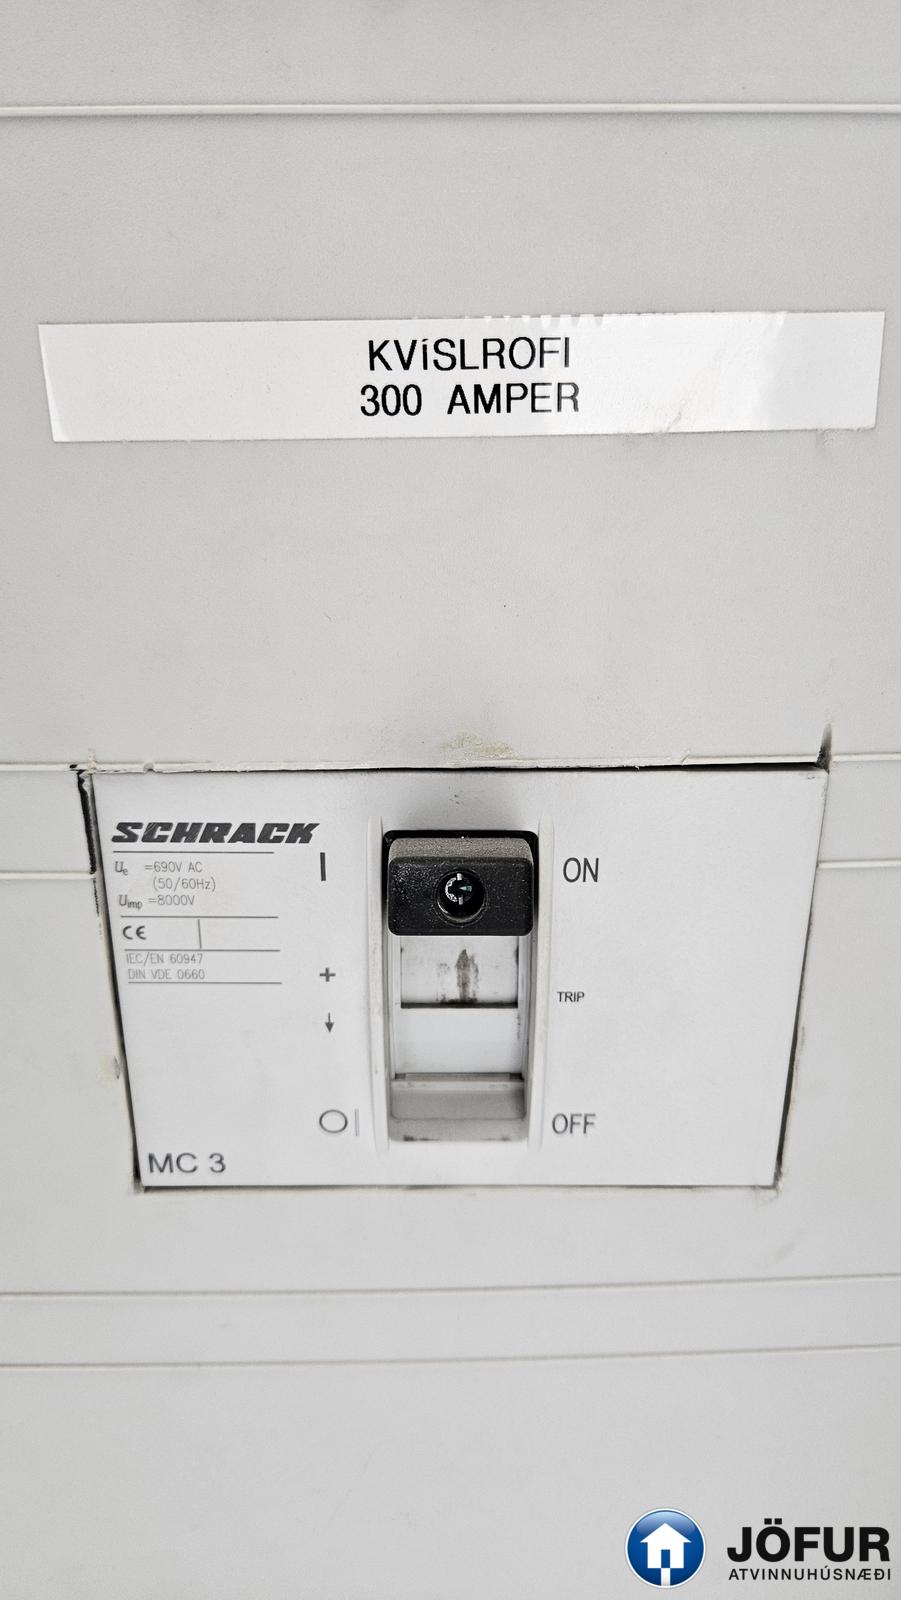 KVíSLROFI
300 AMPER
SCHRACK
Ue =690V AC
(50/60Hz)
Uimp =8000V
CE
IEC/EN 60947
DIN VDE 0660
I
ON
+
TRIP
O
OFF
MC 3
JÖFUR
ATVINNUHÚSNÆÐI